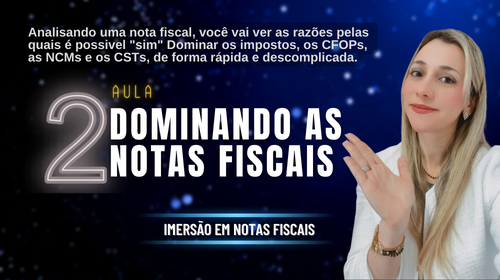 Analisando uma nota fiscal, você vai ver as razões pelas
quais é possivel "sim" Dominar os impostos, os CFOPs,
as NCMs e os CSTs, de forma rápida e descomplicada.
AULA
2
DOMINANDO AS
NOTAS FISCAIS
IMERSÃO EM NOTAS FISCAIS